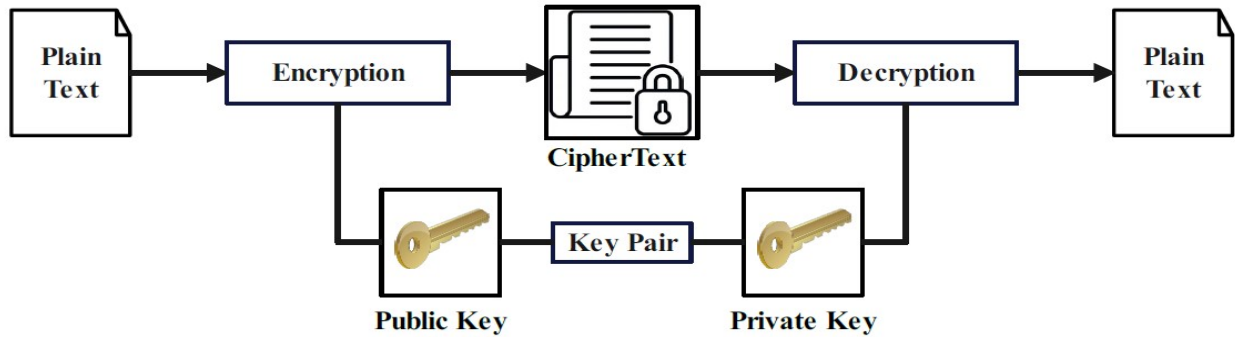 Plain
Text
Encryption
CipherText
Decryption
Plain
Text
Key Pair
Public Key
Private Key